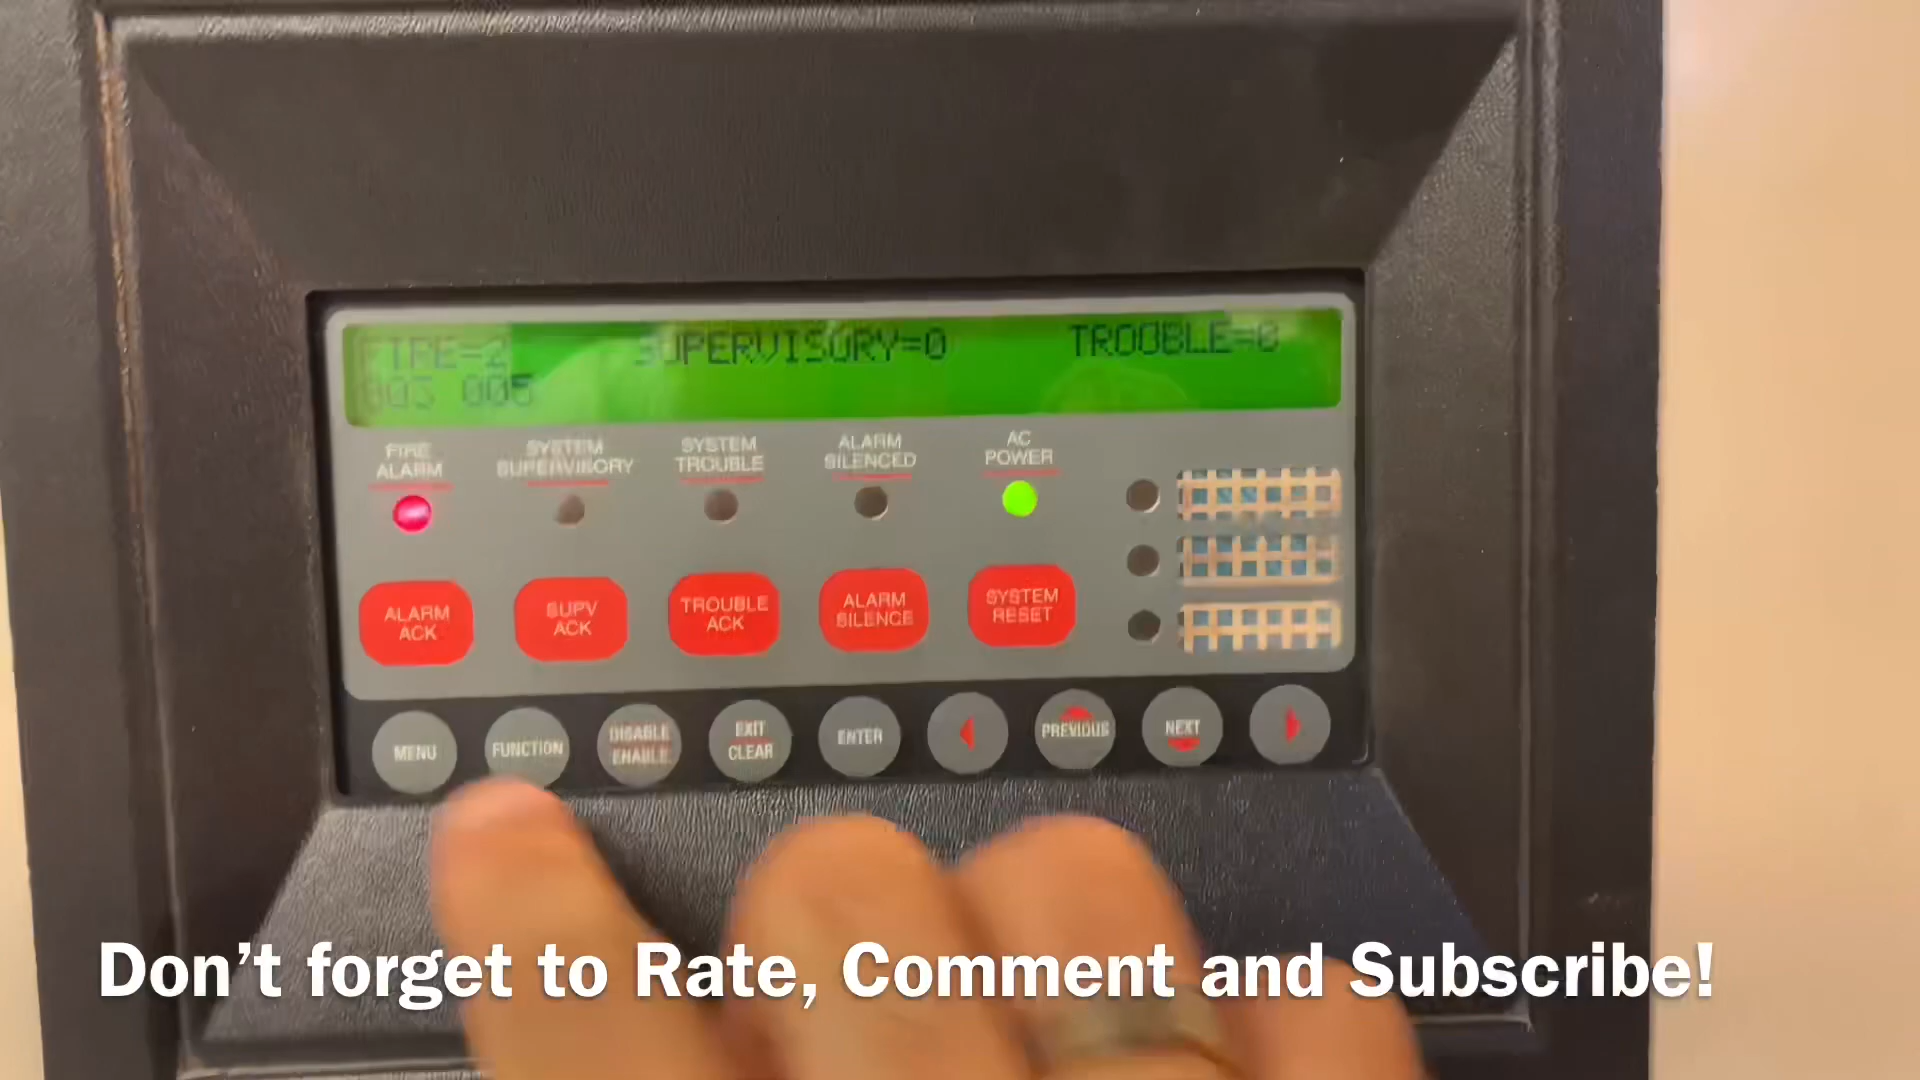 FIRE=2 SUPERVISORY=0 TROUBLE=0
FIRE ALARM
SYSTEM SUPERVISORY
SYSTEM TROUBLE
ALARM SILENCED
AC POWER
ALARM ACK
SUPV ACK
TROUBLE ACK
ALARM SILENCE
SYSTEM RESET
MENU
FUNCTION
DISABLE ENABLE
EXIT CLEAR
ENTER
PREVIOUS
NEXT
Don’t forget to Rate, Comment and Subscribe!